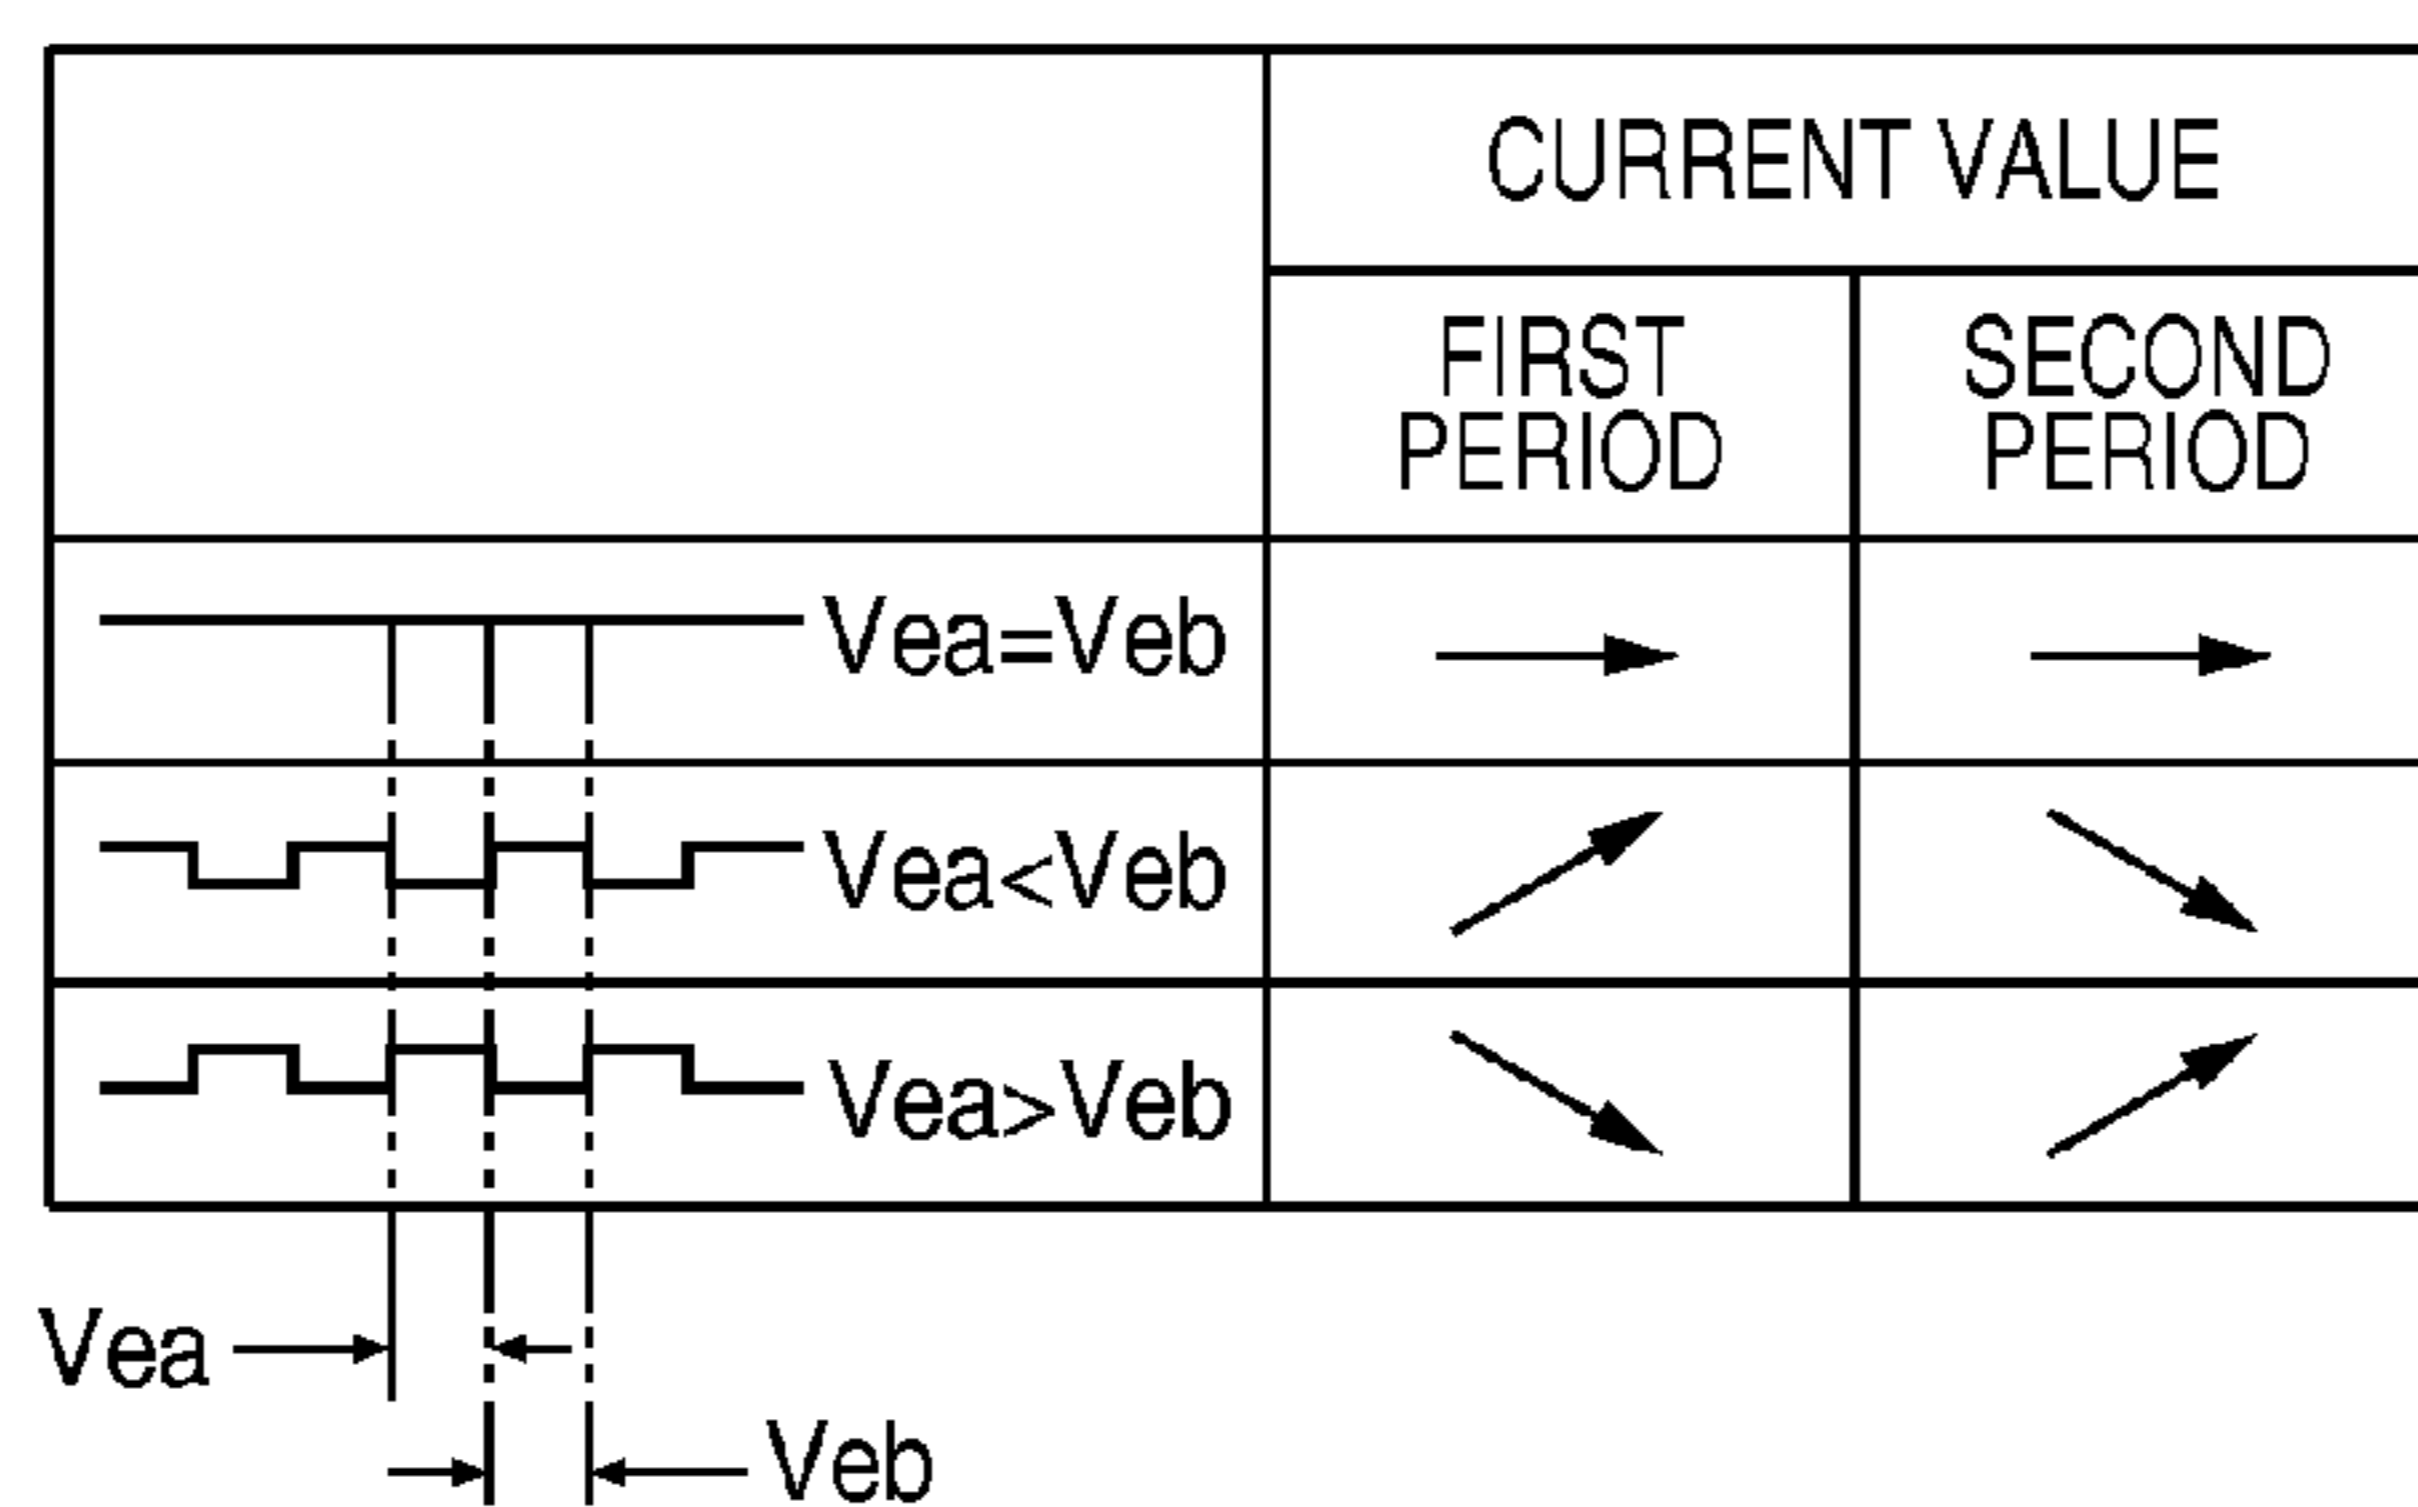 CURRENT VALUE
FIRST
PERIOD
SECOND
PERIOD
Vea=Veb
Vea<Veb
Vea>Veb
Vea
Veb